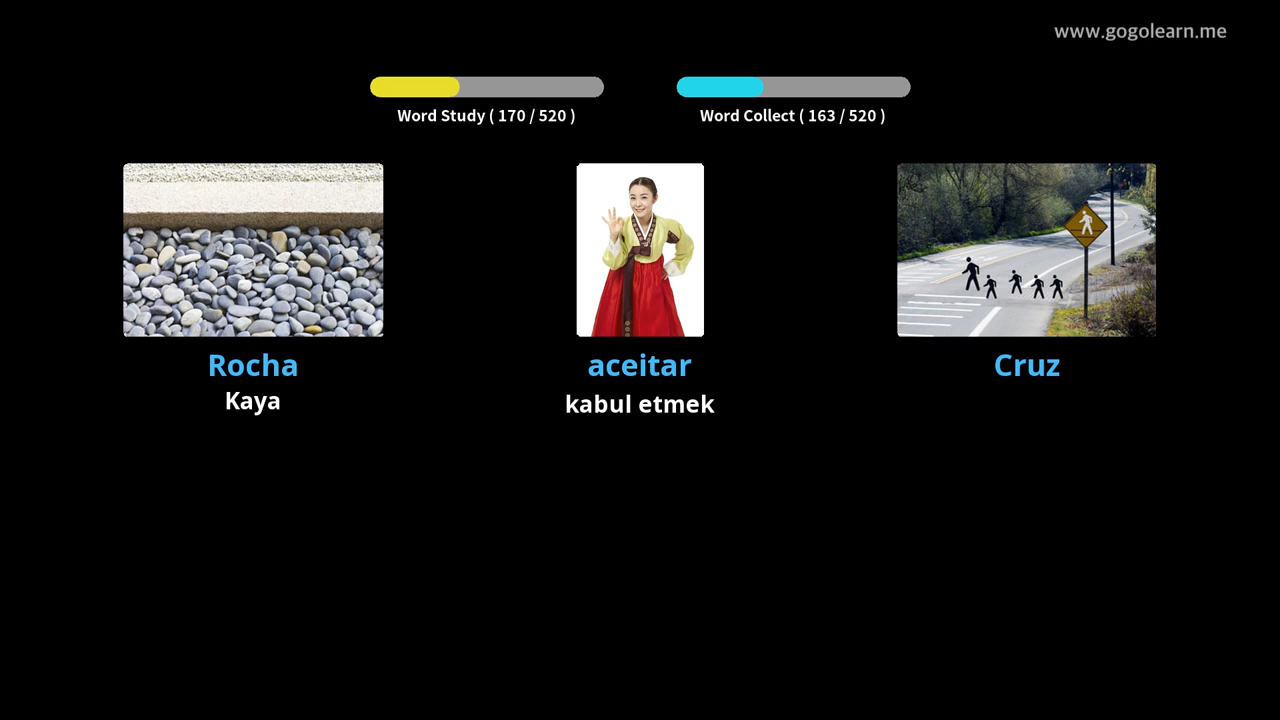 www.gogolearn.me
Word Study ( 170 / 520 )
Word Collect ( 163 / 520 )
Rocha
Kaya
aceitar
kabul etmek
Cruz